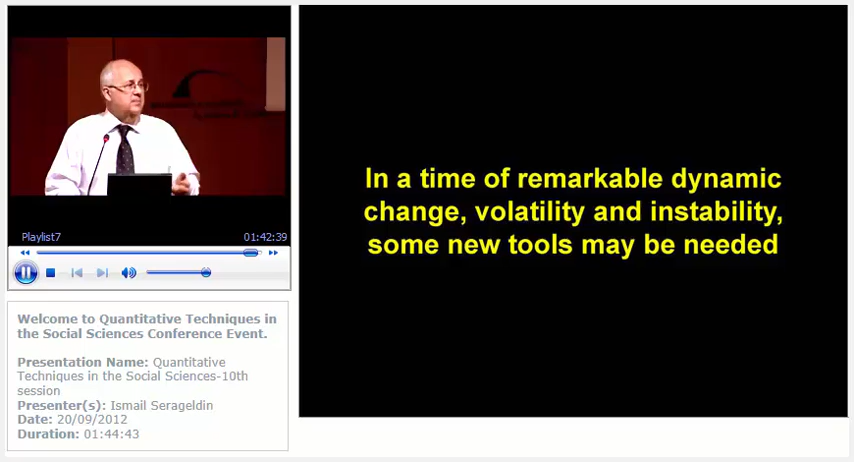 Playlist7
01:42:39
Welcome to Quantitative Techniques in
the Social Sciences Conference Event.
Presentation Name: Quantitative
Techniques in the Social Sciences-10th
session
Presenter(s): Ismail Serageldin
Date: 20/09/2012
Duration: 01:44:43
In a time of remarkable dynamic
change, volatility and instability,
some new tools may be needed